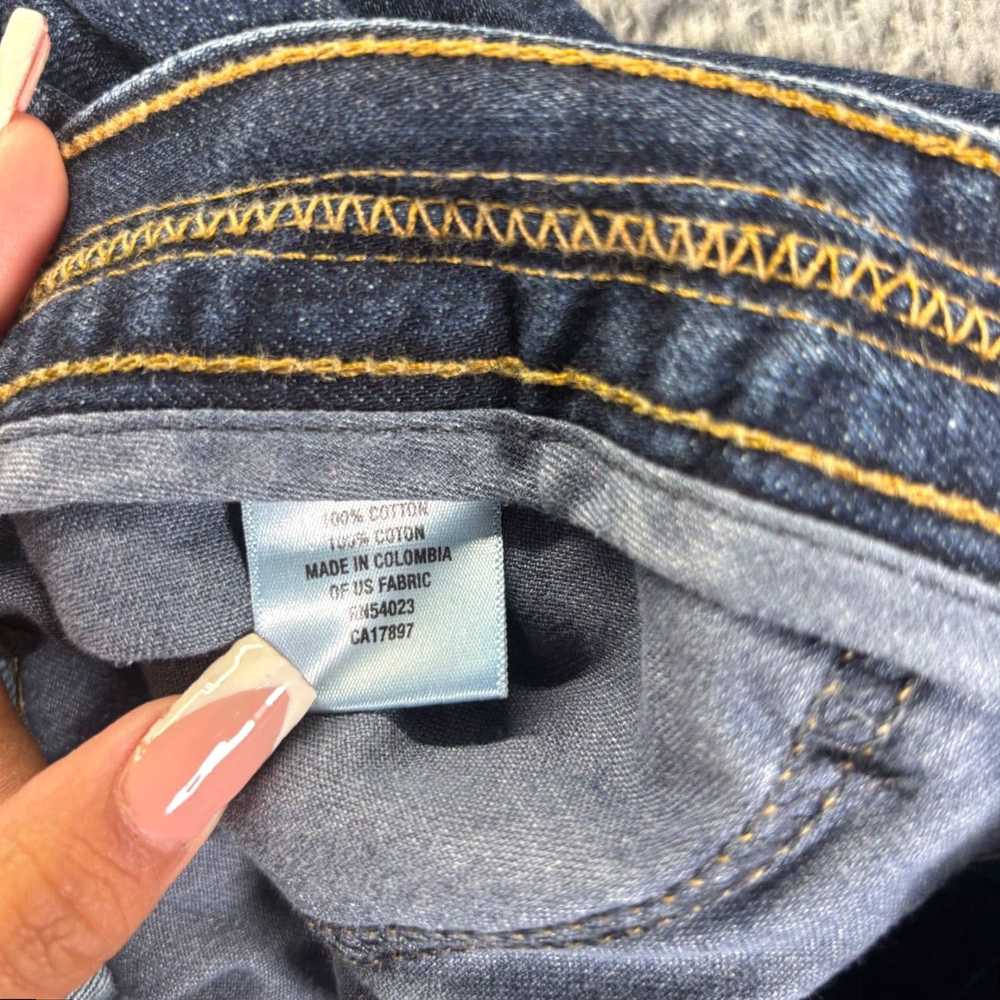 100% COTTON
100% COTON
MADE IN COLOMBIA
OF US FABRIC
RN54023
CA17897